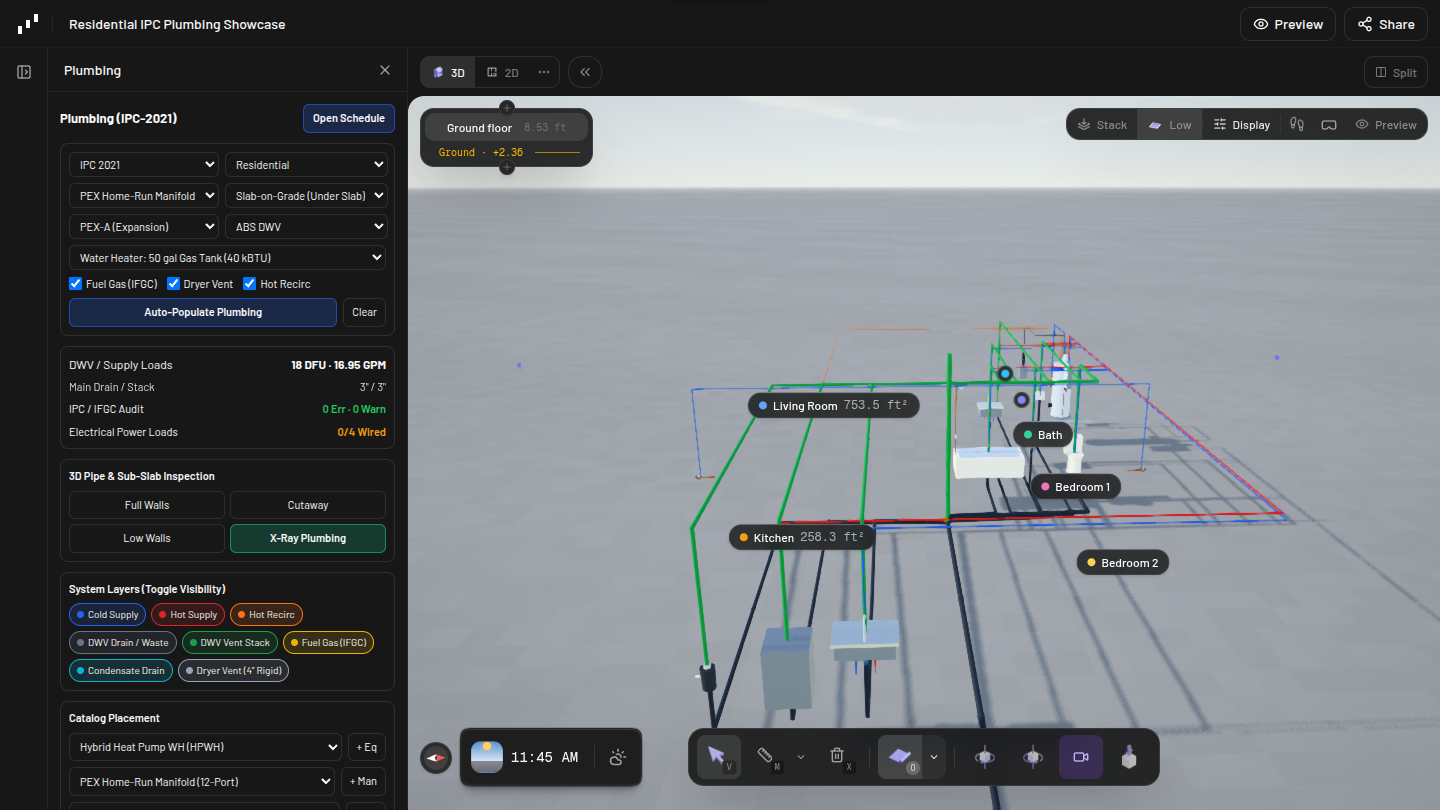 Residential IPC Plumbing Showcase
Preview
Share
Plumbing
3D
2D
Split
Plumbing (IPC-2021)
Open Schedule
IPC 2021
Residential
PEX Home-Run Manifold
Slab-on-Grade (Under Slab)
PEX-A (Expansion)
ABS DWV
Water Heater: 50 gal Gas Tank (40 kBTU)
Fuel Gas (IFGC)
Dryer Vent
Hot Recirc
Auto-Populate Plumbing
Clear
DWV / Supply Loads
18 DFU · 16.95 GPM
Main Drain / Stack
3" / 3"
IPC / IFGC Audit
0 Err · 0 Warn
Electrical Power Loads
0/4 Wired
3D Pipe & Sub-Slab Inspection
Full Walls
Cutaway
Low Walls
X-Ray Plumbing
System Layers (Toggle Visibility)
Cold Supply
Hot Supply
Hot Recirc
DWV Drain / Waste
DWV Vent Stack
Fuel Gas (IFGC)
Condensate Drain
Dryer Vent (4" Rigid)
Catalog Placement
Hybrid Heat Pump WH (HPWH)
+ Eq
PEX Home-Run Manifold (12-Port)
+ Man
Ground floor 8.53 ft
Ground · +2.36
Stack
Low
Display
Preview
Living Room 753.5 ft²
Bath
Bedroom 1
Kitchen 258.3 ft²
Bedroom 2
11:45 AM
V
M
X
0